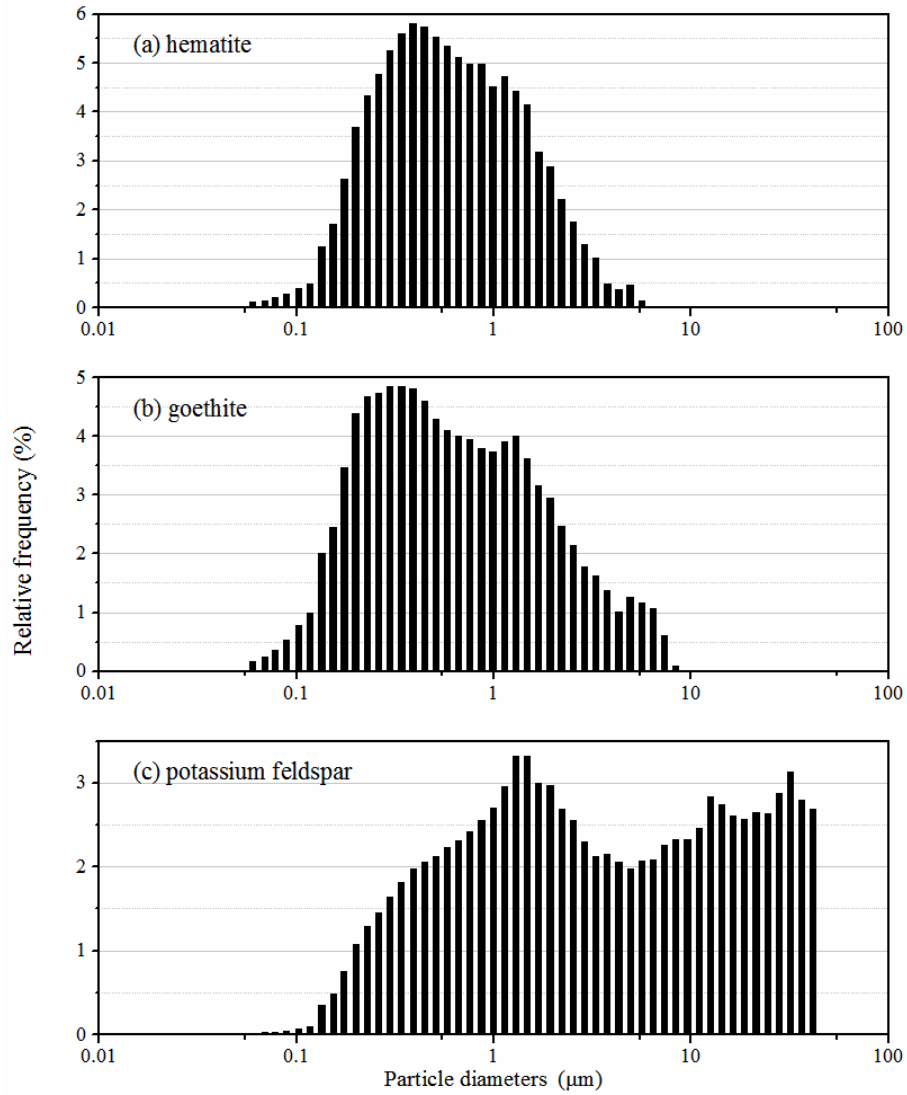 6
5
4
3
2
1
0
(a) hematite
0.01 0.1 1 10 100
5
4
3
2
1
0
(b) goethite
0.01 0.1 1 10 100
Relative frequency (%)
3
2
1
0
(c) potassium feldspar
0.01 0.1 1 10 100
Particle diameters (μm)